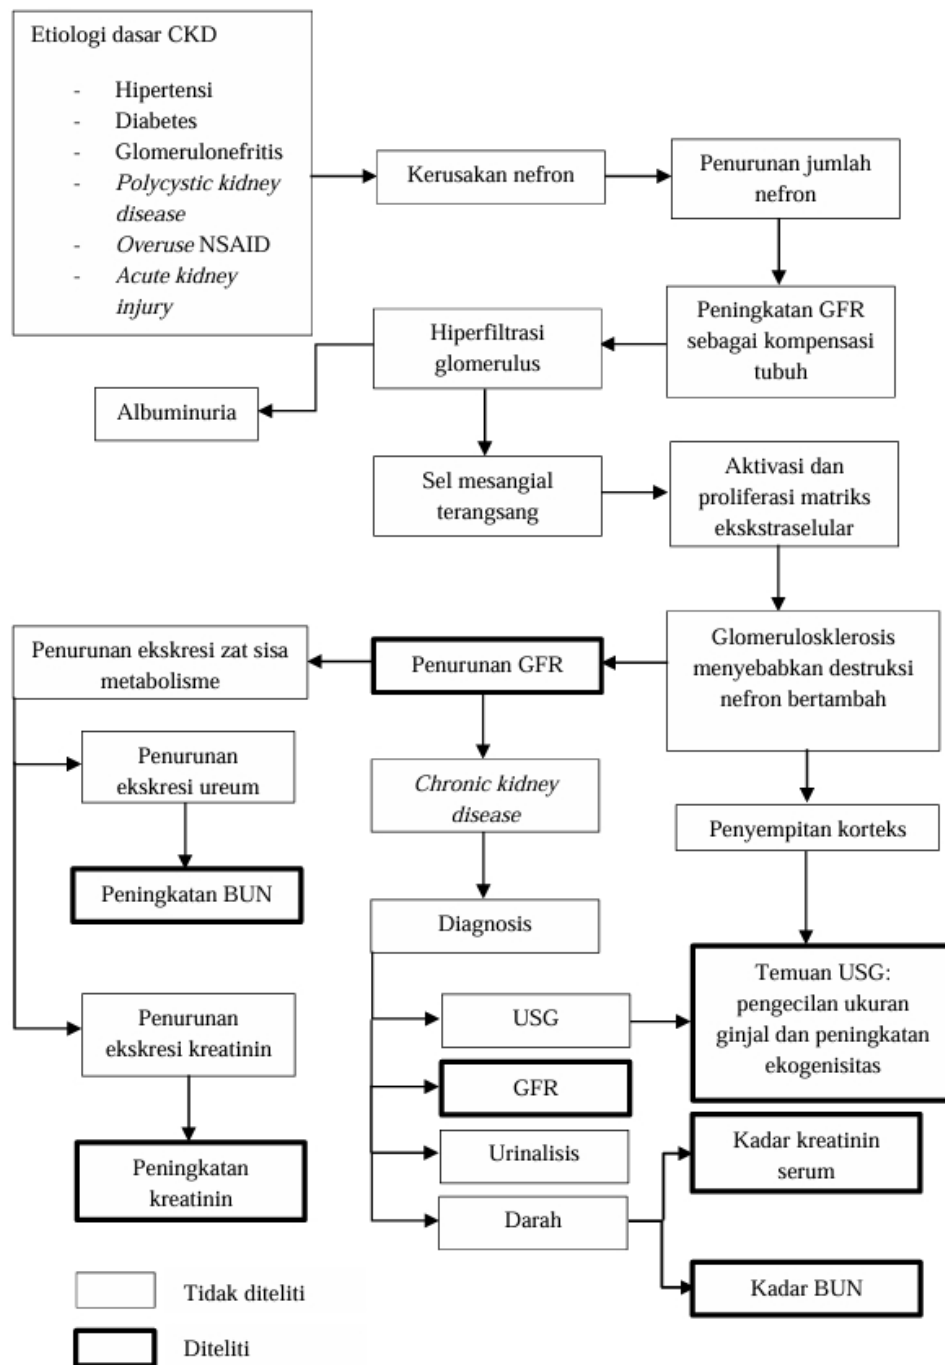 Etiologi dasar CKD
- Hipertensi
- Diabetes
- Glomerulonefritis
- Polycystic kidney
disease
- Overuse NSAID
- Acute kidney
injury
Kerusakan nefron
Penurunan jumlah
nefron
Peningkatan GFR
sebagai kompensasi
tubuh
Hiperfiltrasi
glomerulus
Albuminuria
Sel mesangial
terangsang
Aktivasi dan
proliferasi matriks
ekskstraselular
Glomerulosklerosis
menyebabkan destruksi
nefron bertambah
Penurunan GFR
Penurunan ekskresi zat sisa
metabolisme
Penurunan
ekskresi ureum
Peningkatan BUN
Penurunan
ekskresi kreatinin
Peningkatan
kreatinin
Chronic kidney
disease
Diagnosis
USG
GFR
Urinalisis
Darah
Penyempitan korteks
Temuan USG:
pengecilan ukuran
ginjal dan peningkatan
ekogenisitas
Kadar kreatinin
serum
Kadar BUN
Tidak diteliti
Diteliti